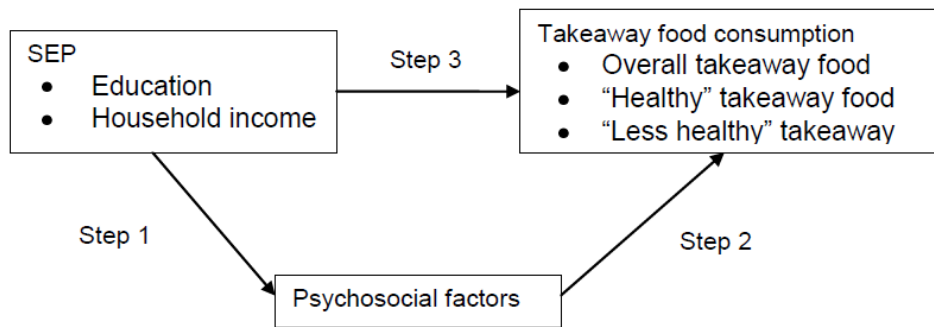 SEP
• Education
• Household income
Step 3
Takeaway food consumption
• Overall takeaway food
• “Healthy” takeaway food
• “Less healthy” takeaway
Step 1
Step 2
Psychosocial factors